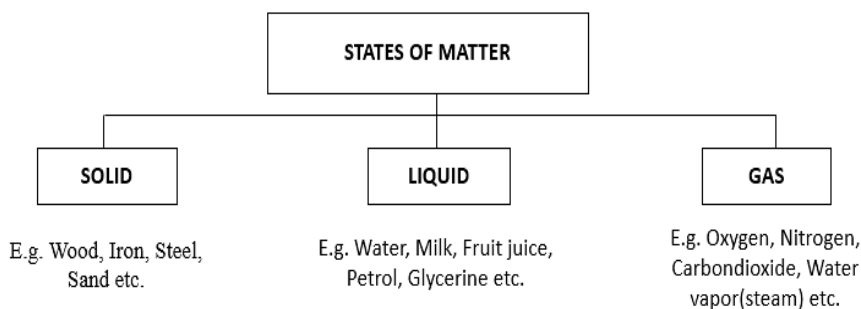 STATES OF MATTER
SOLID
LIQUID
GAS
E.g. Wood, Iron, Steel,
Sand etc.
E.g. Water, Milk, Fruit juice,
Petrol, Glycerine etc.
E.g. Oxygen, Nitrogen,
Carbondioxide, Water
vapor(steam) etc.